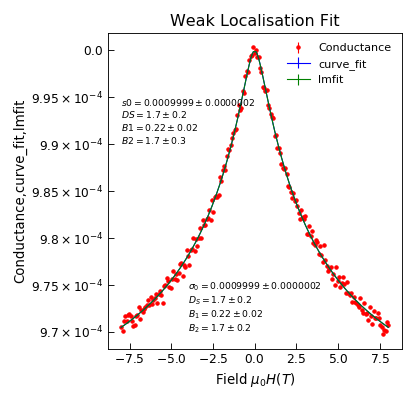 Weak Localisation Fit
Conductance
curve_fit
lmfit
s0 = 0.0009999 ± 0.0000002
DS = 1.7 ± 0.2
B1 = 0.22 ± 0.02
B2 = 1.7 ± 0.3
σ₀ = 0.0009999 ± 0.0000002
D_S = 1.7 ± 0.2
B₁ = 0.22 ± 0.02
B₂ = 1.7 ± 0.2
Conductance,curve_fit,lmfit
0.0
9.95 × 10⁻⁴
9.9 × 10⁻⁴
9.85 × 10⁻⁴
9.8 × 10⁻⁴
9.75 × 10⁻⁴
9.7 × 10⁻⁴
−7.5 −5.0 −2.5 0.0 2.5 5.0 7.5
Field μ₀H(T)